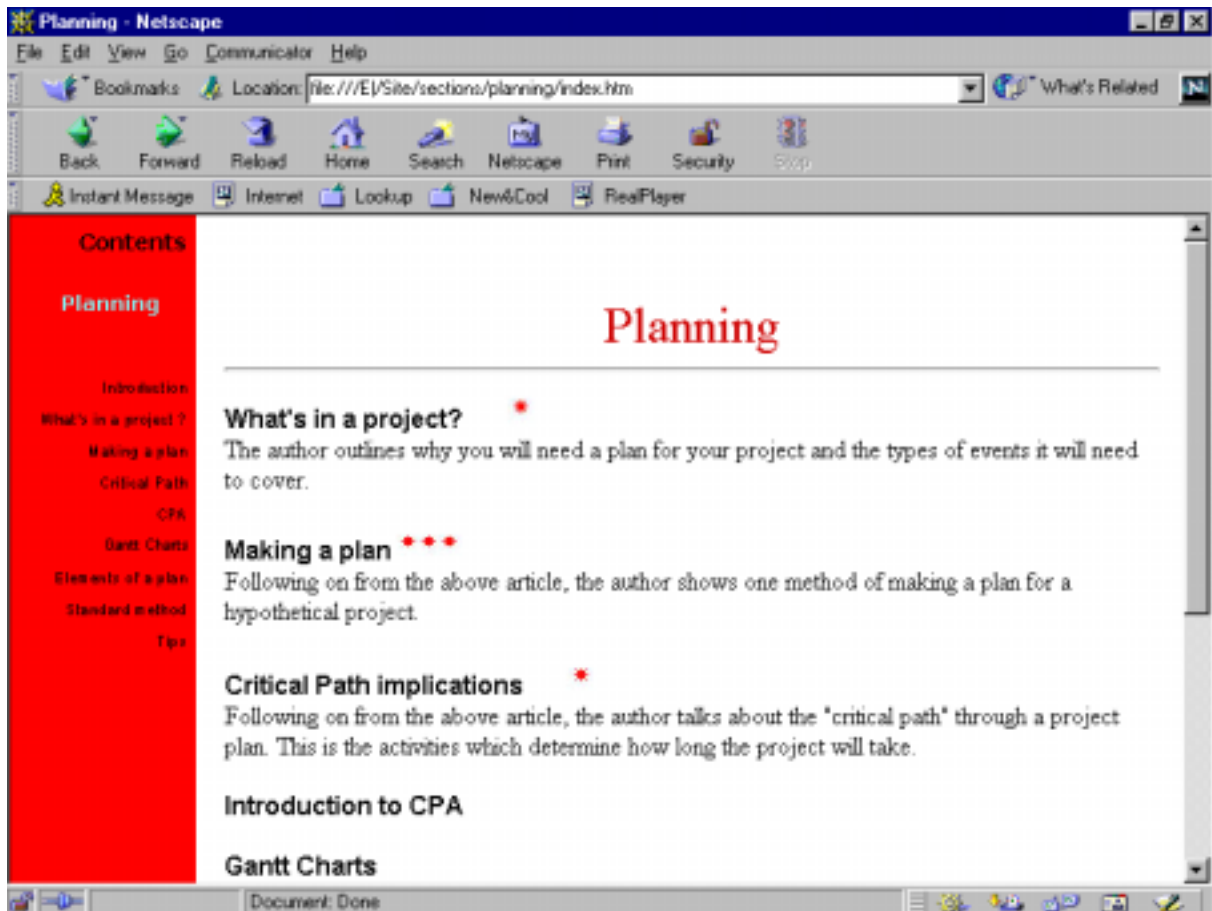 Planning - Netscape
File Edit View Go Communicator Help
Bookmarks Location: file:///E|/Site/sections/planning/index.htm What's Related N
Back Forward Reload Home Search Netscape Print Security Stop
Instant Message Internet Lookup New&Cool RealPlayer
Contents
Planning
Introduction
What's in a project ?
Making a plan
Critical Path
CPA
Gantt Charts
Elements of a plan
Standard method
Tips
Planning
What's in a project?
The author outlines why you will need a plan for your project and the types of events it will need
to cover.
Making a plan
Following on from the above article, the author shows one method of making a plan for a
hypothetical project.
Critical Path implications
Following on from the above article, the author talks about the "critical path" through a project
plan. This is the activities which determine how long the project will take.
Introduction to CPA
Gantt Charts
Document: Done